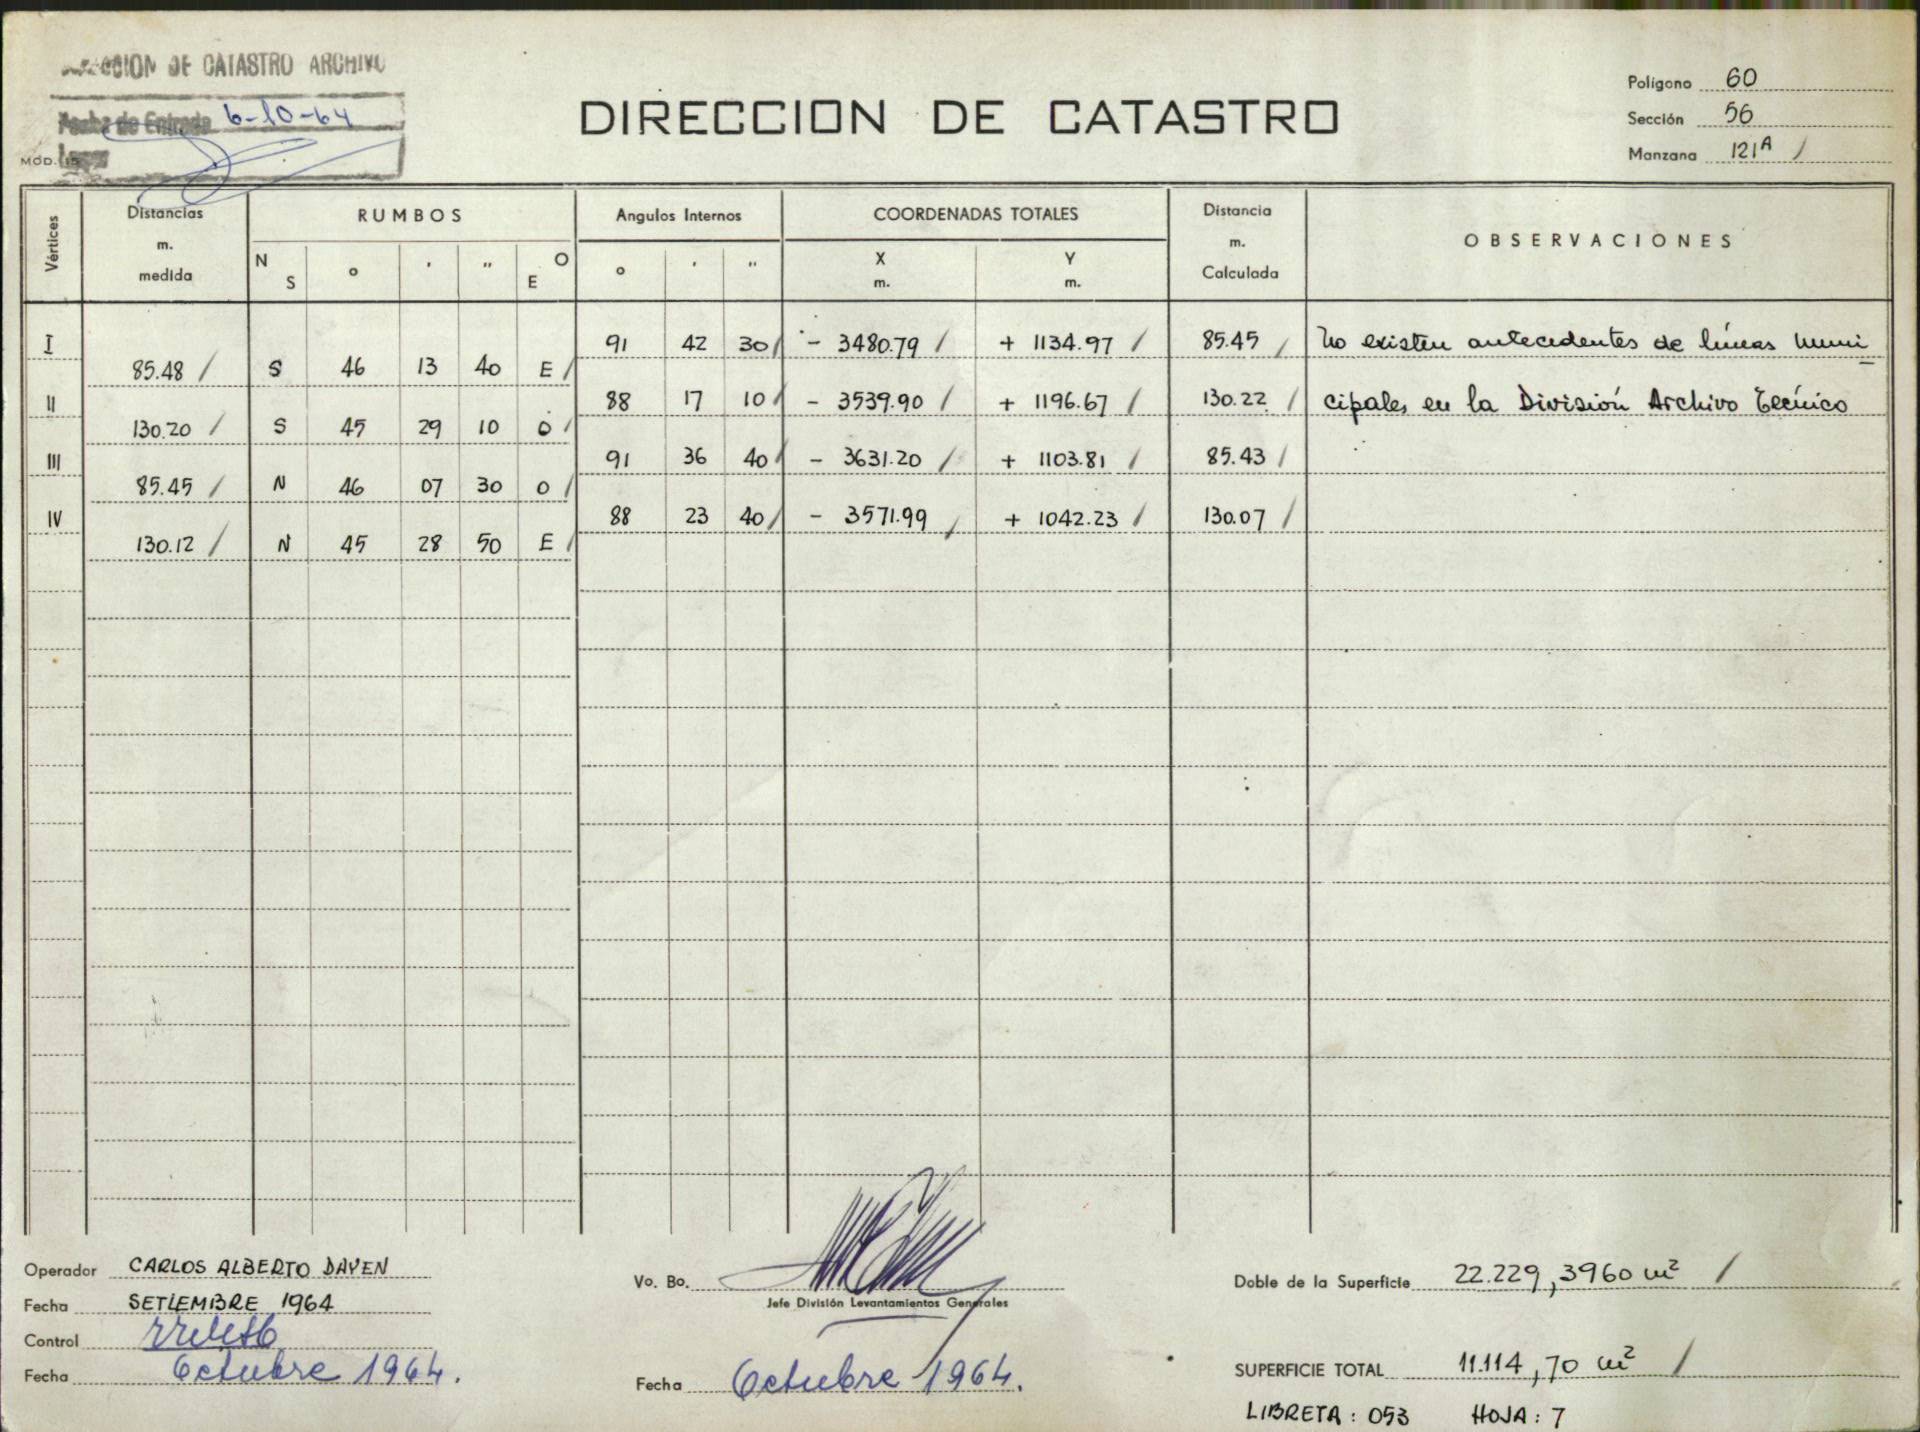 DIRECCION DE CATASTRO ARCHIVO
Fecha de Entrada 6-10-64
MOD. 15
DIRECCION DE CATASTRO
Polígono 60
Sección 56
Manzana 121A /
Vértices
Distancias m. medida
RUMBOS
N S ° ' '' O E
Angulos Internos
° ' ''
COORDENADAS TOTALES
X m. Y m.
Distancia m. Calculada
OBSERVACIONES
I 91 42 30 / - 3480.79 / + 1134.97 / 85.45 / No existen antecedentes de líneas muni
85.48 / S 46 13 40 E /
II 88 17 10 / - 3539.90 / + 1196.67 / 130.22 / cipales en la División Archivo Técnico
130.20 / S 45 29 10 O /
III 91 36 40 / - 3631.20 / + 1103.81 / 85.43 /
85.45 / N 46 07 30 O /
IV 88 23 40 / - 3571.99 / + 1042.23 / 130.07 /
130.12 / N 45 28 50 E /
Operador CARLOS ALBERTO DAYEN
Fecha SETIEMBRE 1964
Control
Fecha Octubre 1964.
Vo. Bo.
Jefe División Levantamientos Generales
Fecha Octubre 1964.
Doble de la Superficie 22.229,3960 m² /
SUPERFICIE TOTAL 11.114,70 m² /
LIBRETA : 053 HOJA : 7